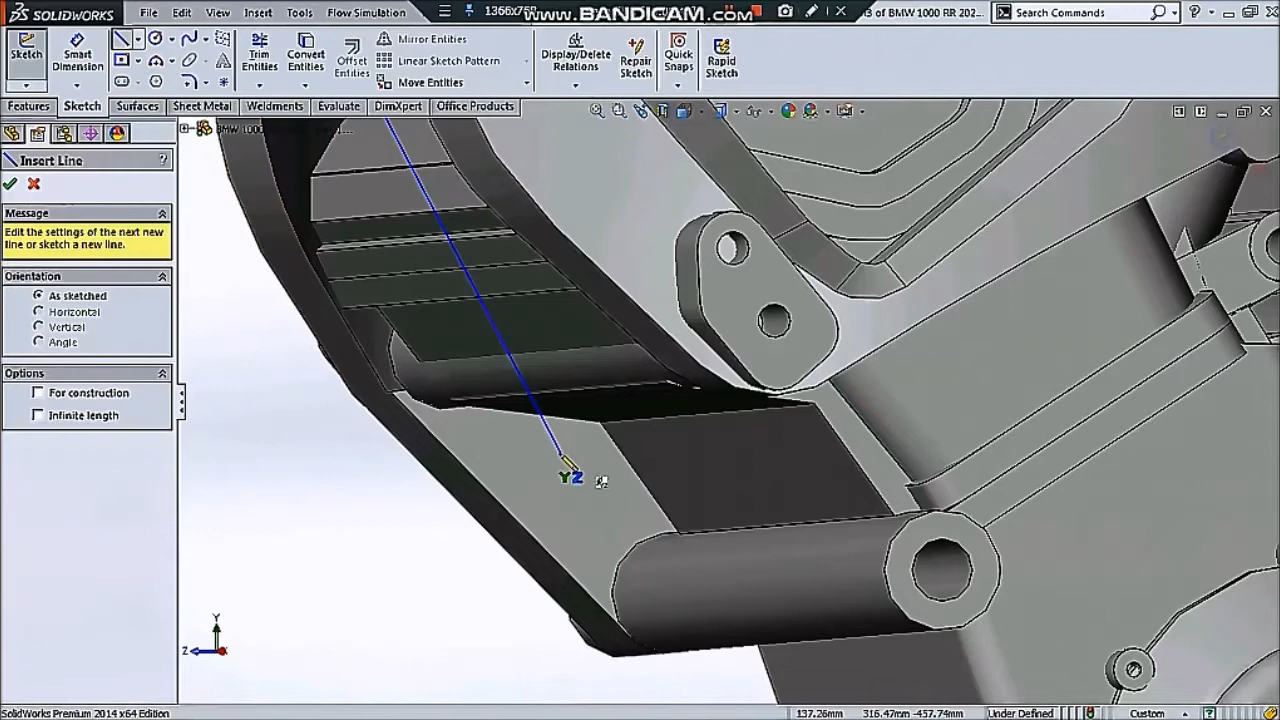 SOLIDWORKS File Edit View Insert Tools Flow Simulation 1366x768 www.BANDICAM.com 3 of BMW 1000 RR 202... Search Commands
Sketch Smart Dimension Trim Entities Convert Entities Offset Entities Mirror Entities Linear Sketch Pattern Move Entities Display/Delete Relations Repair Sketch Quick Snaps Rapid Sketch
Features Sketch Surfaces Sheet Metal Weldments Evaluate DimXpert Office Products
Insert Line ?
Message
Edit the settings of the next new
line or sketch a new line.
Orientation
As sketched
Horizontal
Vertical
Angle
Options
For construction
Infinite length
YZ
Y
Z
SolidWorks Premium 2014 x64 Edition 137.26mm 316.47mm -457.74mm Under Defined Custom